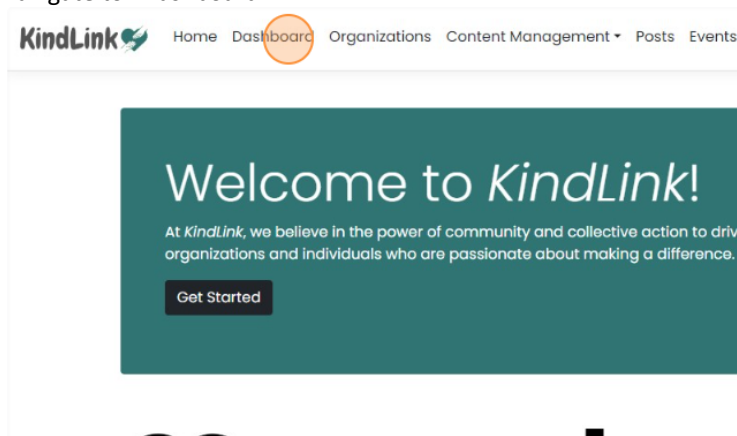 KindLink Home Dashboard Organizations Content Management Posts Events
Welcome to KindLink!
At KindLink, we believe in the power of community and collective action to
organizations and individuals who are passionate about making a difference.
Get Started